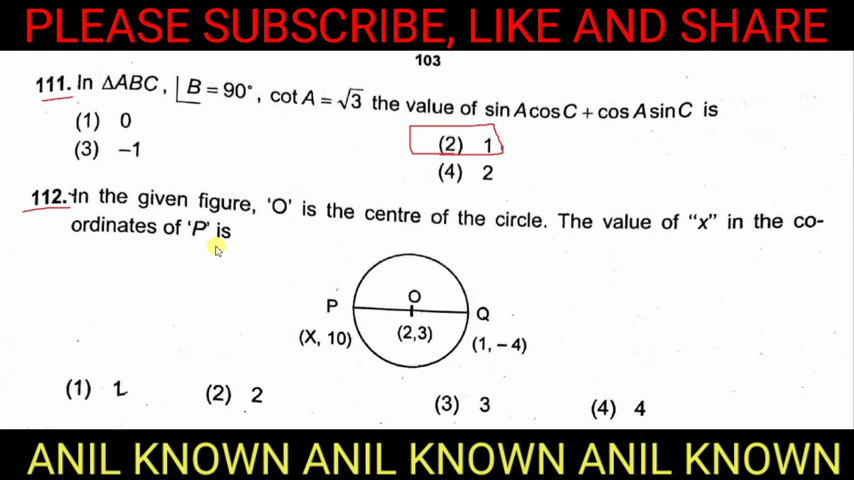 PLEASE SUBSCRIBE, LIKE AND SHARE
103
111. In ΔABC, ∠B = 90°, cot A = √3 the value of sin A cos C + cos A sin C is
(1) 0
(2) 1
(3) −1
(4) 2
112. In the given figure, 'O' is the centre of the circle. The value of "x" in the co-
ordinates of 'P' is
O
P
Q
(X, 10)
(2,3)
(1, − 4)
(1) 1
(2) 2
(3) 3
(4) 4
ANIL KNOWN ANIL KNOWN ANIL KNOWN